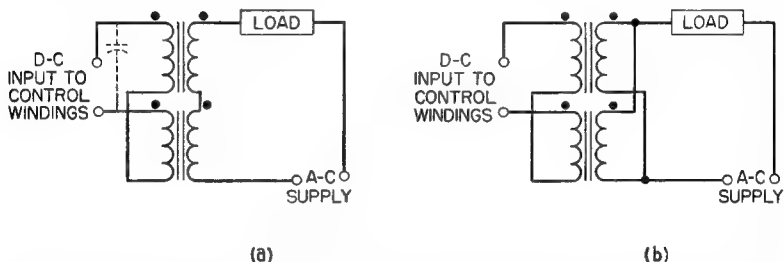 D-C
INPUT TO
CONTROL
WINDINGS
LOAD
A-C
SUPPLY
(a)
D-C
INPUT TO
CONTROL
WINDINGS
LOAD
A-C
SUPPLY
(b)